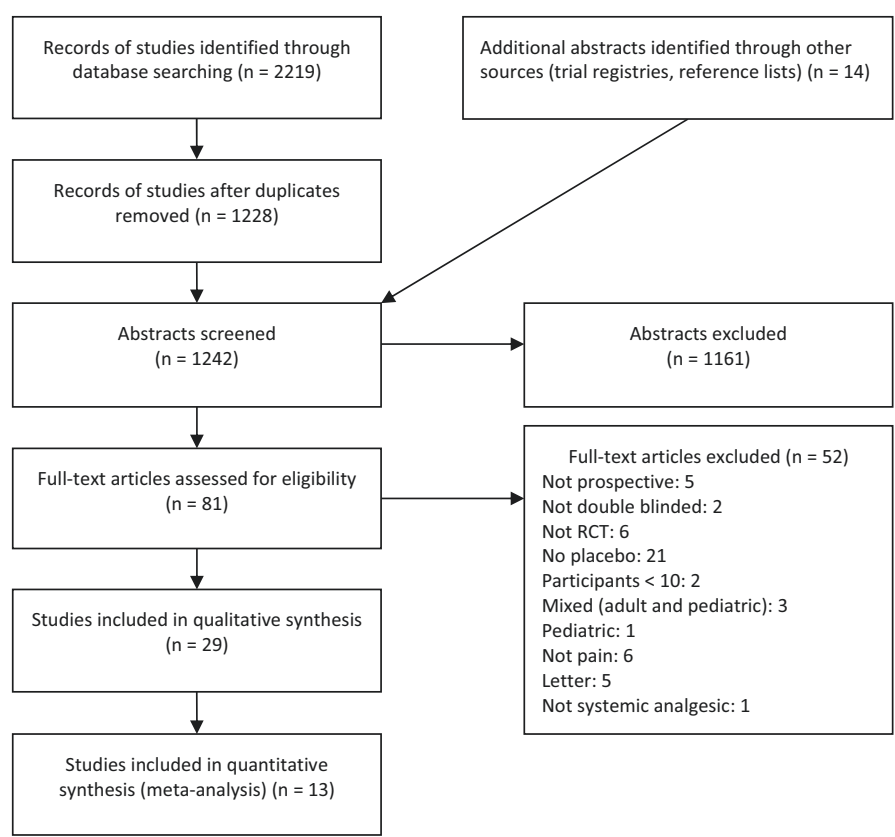 Records of studies identified through
database searching (n = 2219)
Additional abstracts identified through other
sources (trial registries, reference lists) (n = 14)
Records of studies after duplicates
removed (n = 1228)
Abstracts screened
(n = 1242)
Abstracts excluded
(n = 1161)
Full-text articles assessed for eligibility
(n = 81)
Full-text articles excluded (n = 52)
Not prospective: 5
Not double blinded: 2
Not RCT: 6
No placebo: 21
Participants < 10: 2
Mixed (adult and pediatric): 3
Pediatric: 1
Not pain: 6
Letter: 5
Not systemic analgesic: 1
Studies included in qualitative synthesis
(n = 29)
Studies included in quantitative
synthesis (meta-analysis) (n = 13)